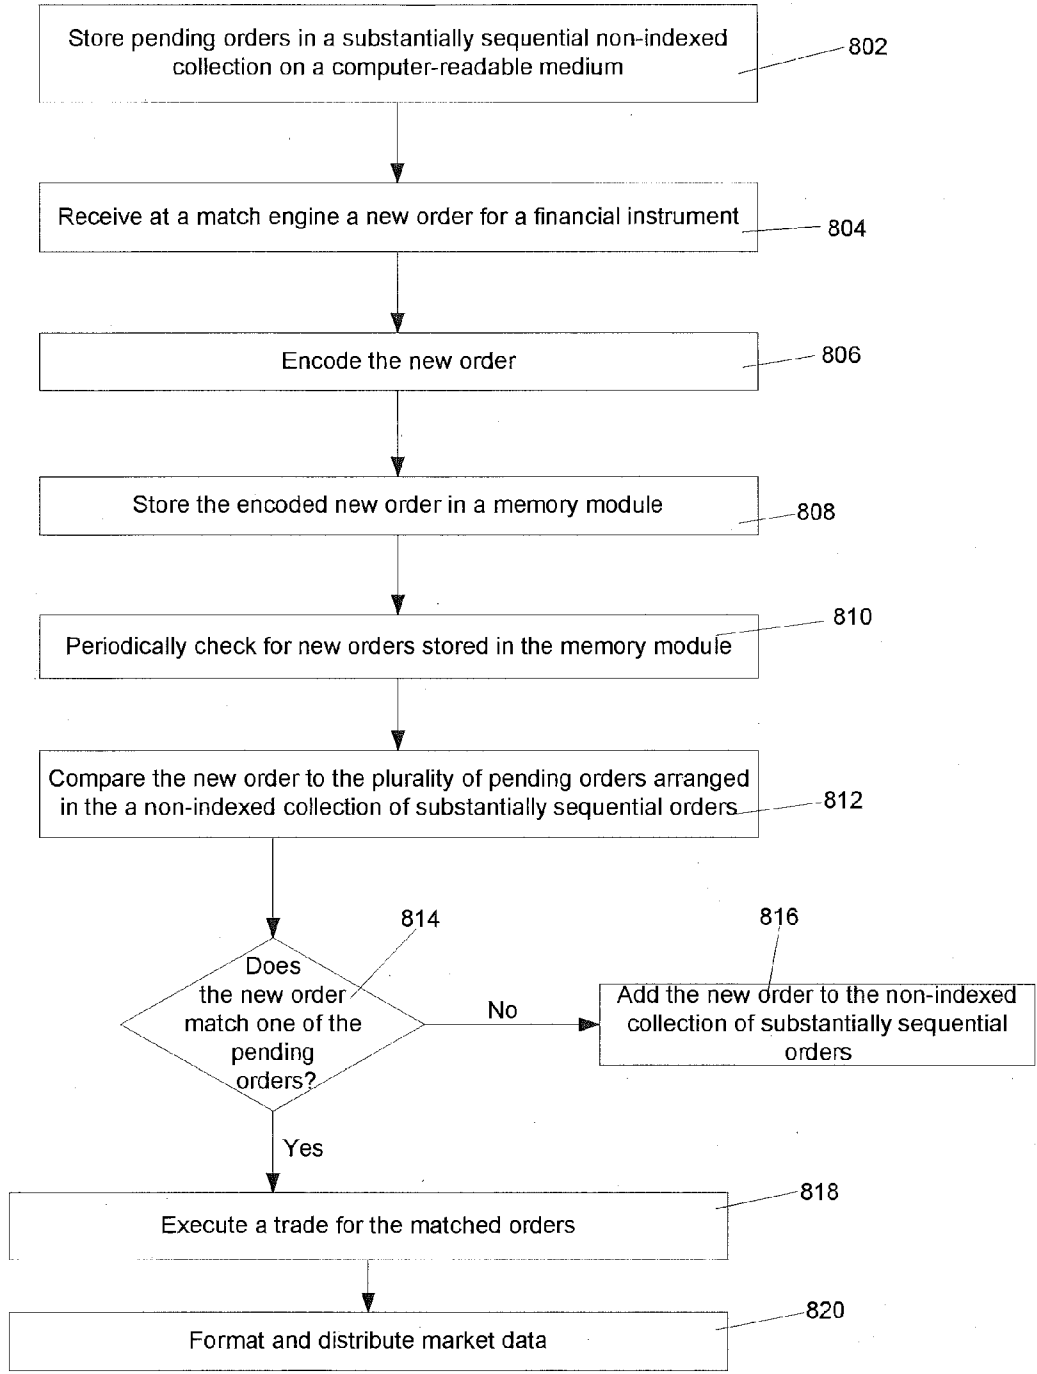 Store pending orders in a substantially sequential non-indexed
collection on a computer-readable medium
802
Receive at a match engine a new order for a financial instrument
804
Encode the new order
806
Store the encoded new order in a memory module
808
Periodically check for new orders stored in the memory module
810
Compare the new order to the plurality of pending orders arranged
in the a non-indexed collection of substantially sequential orders
812
Does
the new order
match one of the
pending
orders?
814
No
816
Add the new order to the non-indexed
collection of substantially sequential
orders
Yes
Execute a trade for the matched orders
818
Format and distribute market data
820